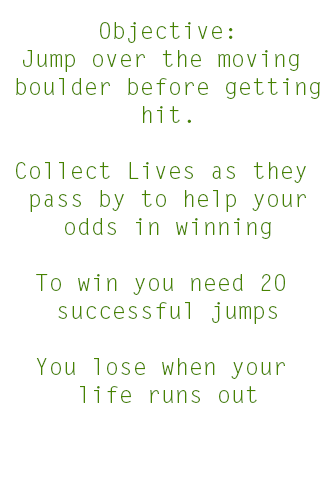 Objective:
Jump over the moving
boulder before getting
hit.
Collect Lives as they
pass by to help your
odds in winning
To win you need 20
successful jumps
You lose when your
life runs out